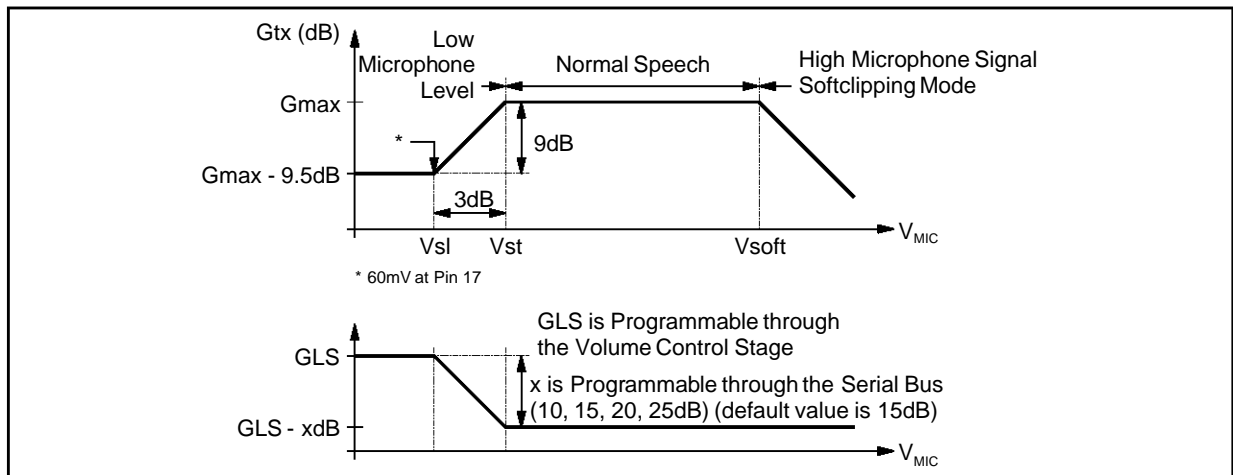 Gtx (dB)
Low
Microphone
Level
Normal Speech
High Microphone Signal
Softclipping Mode
Gmax
*
9dB
Gmax - 9.5dB
3dB
Vsl
Vst
Vsoft
VMIC
* 60mV at Pin 17
GLS is Programmable through
the Volume Control Stage
GLS
x is Programmable through the Serial Bus
(10, 15, 20, 25dB) (default value is 15dB)
GLS - xdB
VMIC